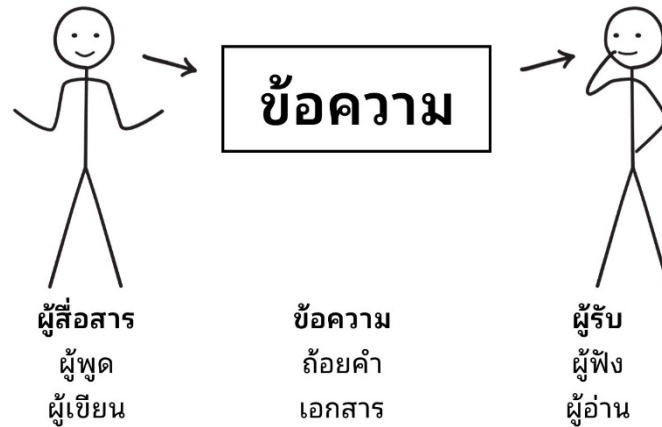 ข้อความ
ผู้สื่อสาร
ผู้พูด
ผู้เขียน
ข้อความ
ถ้อยคำ
เอกสาร
ผู้รับ
ผู้ฟัง
ผู้อ่าน